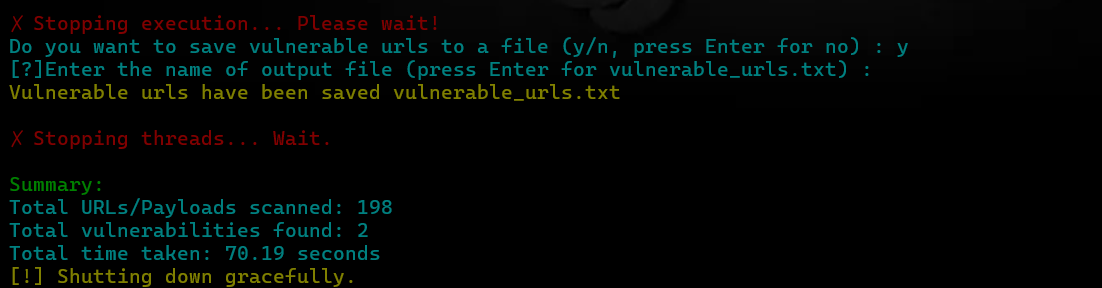 ✗ Stopping execution... Please wait!
Do you want to save vulnerable urls to a file (y/n, press Enter for no) : y
[?]Enter the name of output file (press Enter for vulnerable_urls.txt) :
Vulnerable urls have been saved vulnerable_urls.txt
✗ Stopping threads... Wait.
Summary:
Total URLs/Payloads scanned: 198
Total vulnerabilities found: 2
Total time taken: 70.19 seconds
[!] Shutting down gracefully.